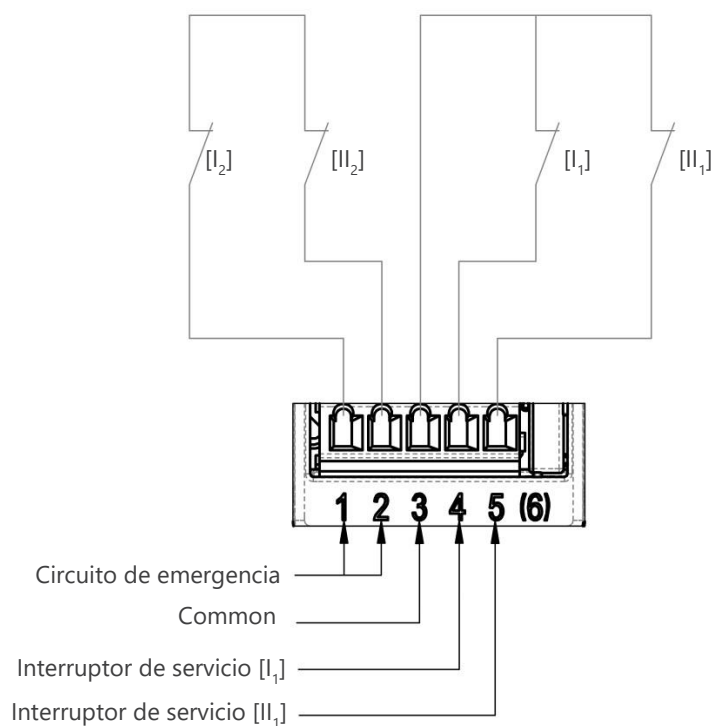 [I₂] [II₂] [I₁] [II₁]
1 2 3 4 5 (6)
Circuito de emergencia
Common
Interruptor de servicio [I₁]
Interruptor de servicio [II₁]